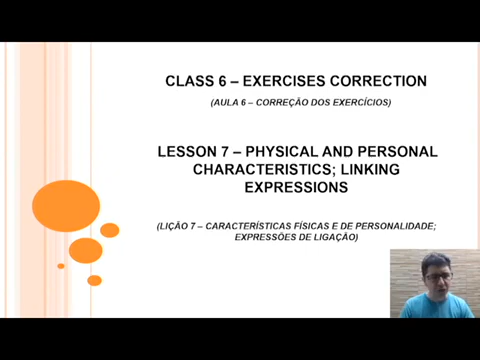 CLASS 6 – EXERCISES CORRECTION
(AULA 6 – CORREÇÃO DOS EXERCÍCIOS)
LESSON 7 – PHYSICAL AND PERSONAL
CHARACTERISTICS; LINKING
EXPRESSIONS
(LIÇÃO 7 – CARACTERÍSTICAS FÍSICAS E DE PERSONALIDADE;
EXPRESSÕES DE LIGAÇÃO)